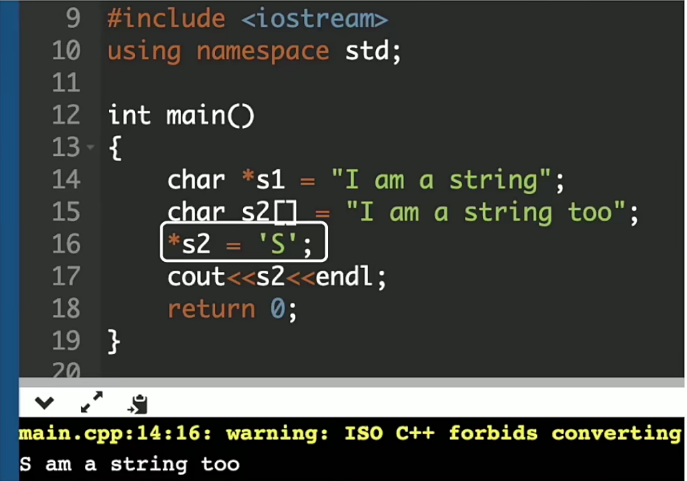 9 #include <iostream>
10 using namespace std;
11
12 int main()
13 {
14 char *s1 = "I am a string";
15 char s2[] = "I am a string too";
16 *s2 = 'S';
17 cout<<s2<<endl;
18 return 0;
19 }
20
main.cpp:14:16: warning: ISO C++ forbids converting
S am a string too